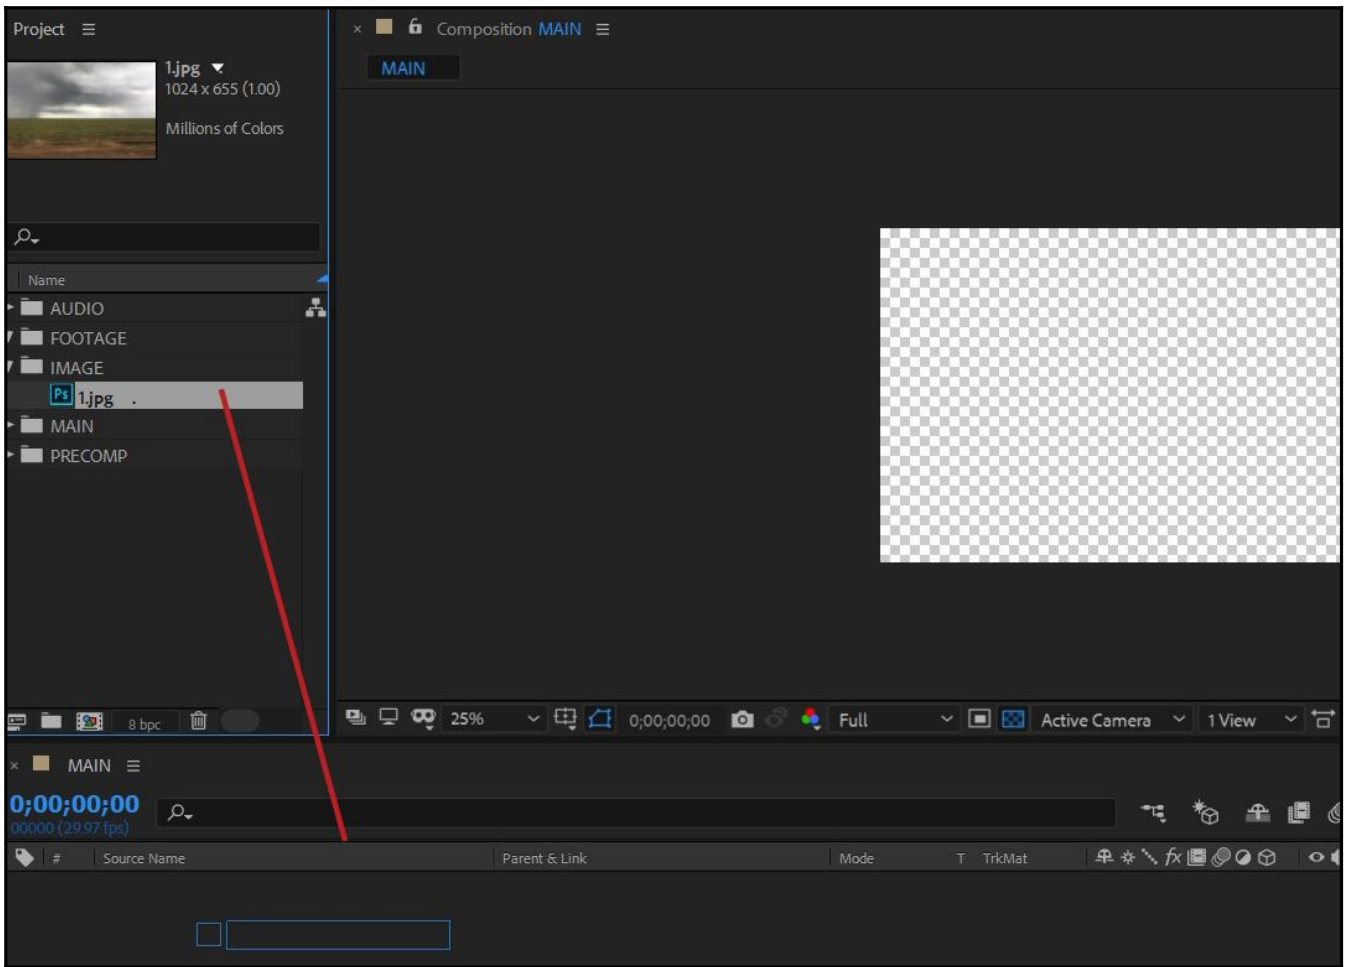 Project
1.jpg
1024 x 655 (1.00)
Millions of Colors
Name
AUDIO
FOOTAGE
IMAGE
Ps 1.jpg .
MAIN
PRECOMP
8 bpc
Composition MAIN
MAIN
25%
0;00;00;00
Full
Active Camera
1 View
MAIN
0;00;00;00
00000 (29.97 fps)
# Source Name Parent & Link Mode T TrkMat fx